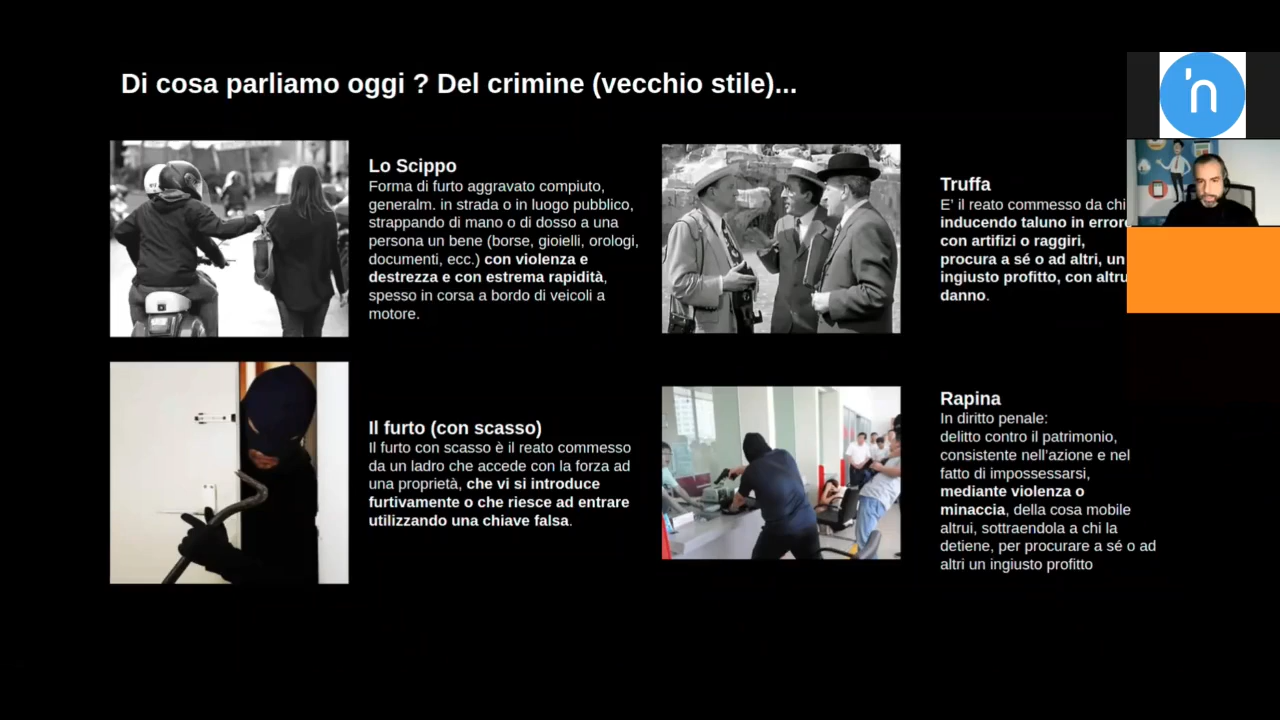 Di cosa parliamo oggi ? Del crimine (vecchio stile)...
Lo Scippo
Forma di furto aggravato compiuto,
generalm. in strada o in luogo pubblico,
strappando di mano o di dosso a una
persona un bene (borse, gioielli, orologi,
documenti, ecc.) con violenza e
destrezza e con estrema rapidità,
spesso in corsa a bordo di veicoli a
motore.
Truffa
E' il reato commesso da chi
inducendo taluno in errore
con artifizi o raggiri,
procura a sé o ad altri, un
ingiusto profitto, con altru
danno.
Il furto (con scasso)
Il furto con scasso è il reato commesso
da un ladro che accede con la forza ad
una proprietà, che vi si introduce
furtivamente o che riesce ad entrare
utilizzando una chiave falsa.
Rapina
In diritto penale:
delitto contro il patrimonio,
consistente nell'azione e nel
fatto di impossessarsi,
mediante violenza o
minaccia, della cosa mobile
altrui, sottraendola a chi la
detiene, per procurare a sé o ad
altri un ingiusto profitto
'n